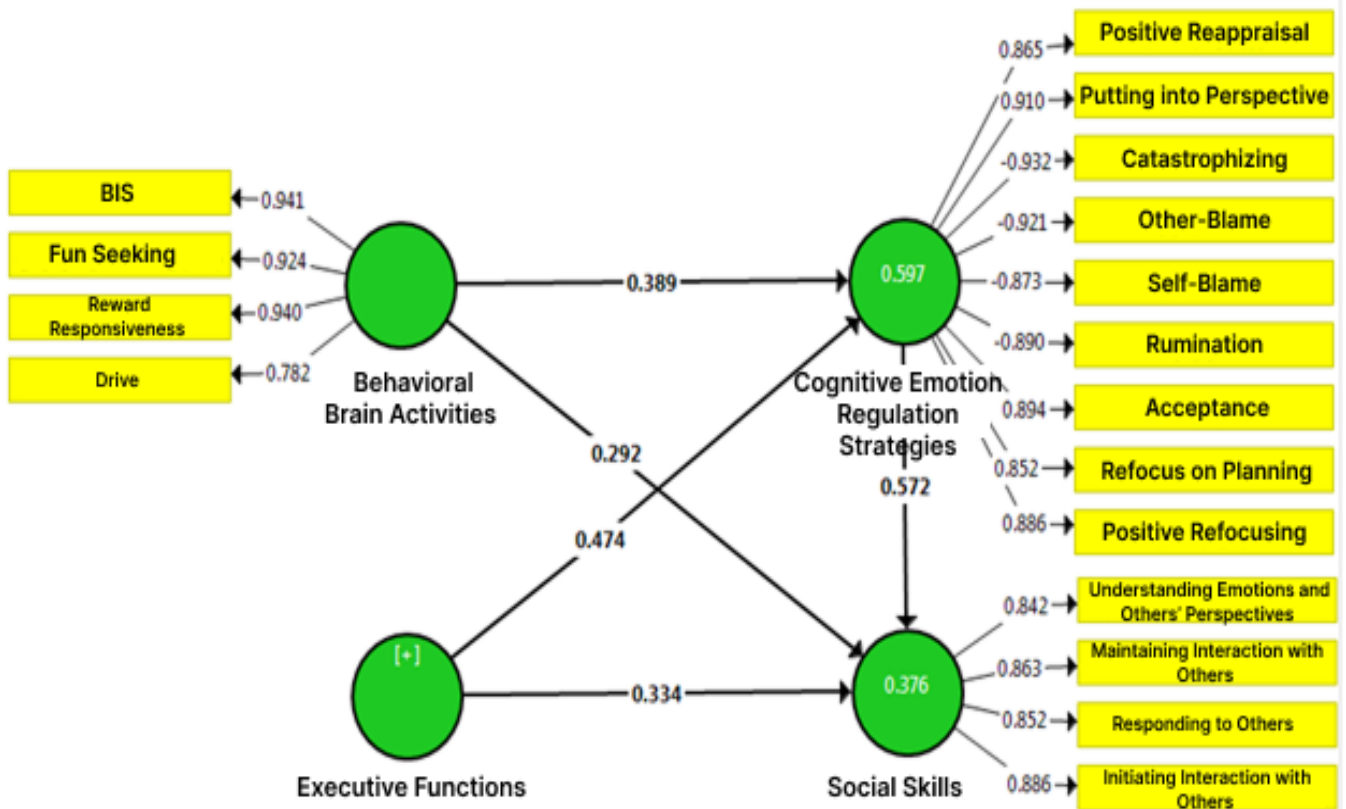 BIS
0.941
Fun Seeking
0.924
Reward
Responsiveness
0.940
Drive
0.782
Behavioral
Brain Activities
0.389
0.292
0.474
[+]
Executive Functions
0.334
0.597
Cognitive Emotion
Regulation
Strategies
0.572
0.376
Social Skills
0.865
Positive Reappraisal
0.910
Putting into Perspective
-0.932
Catastrophizing
-0.921
Other-Blame
-0.873
Self-Blame
-0.890
Rumination
0.894
Acceptance
0.852
Refocus on Planning
0.886
Positive Refocusing
0.842
Understanding Emotions and
Others' Perspectives
0.863
Maintaining Interaction with
Others
0.852
Responding to Others
0.886
Initiating Interaction with
Others